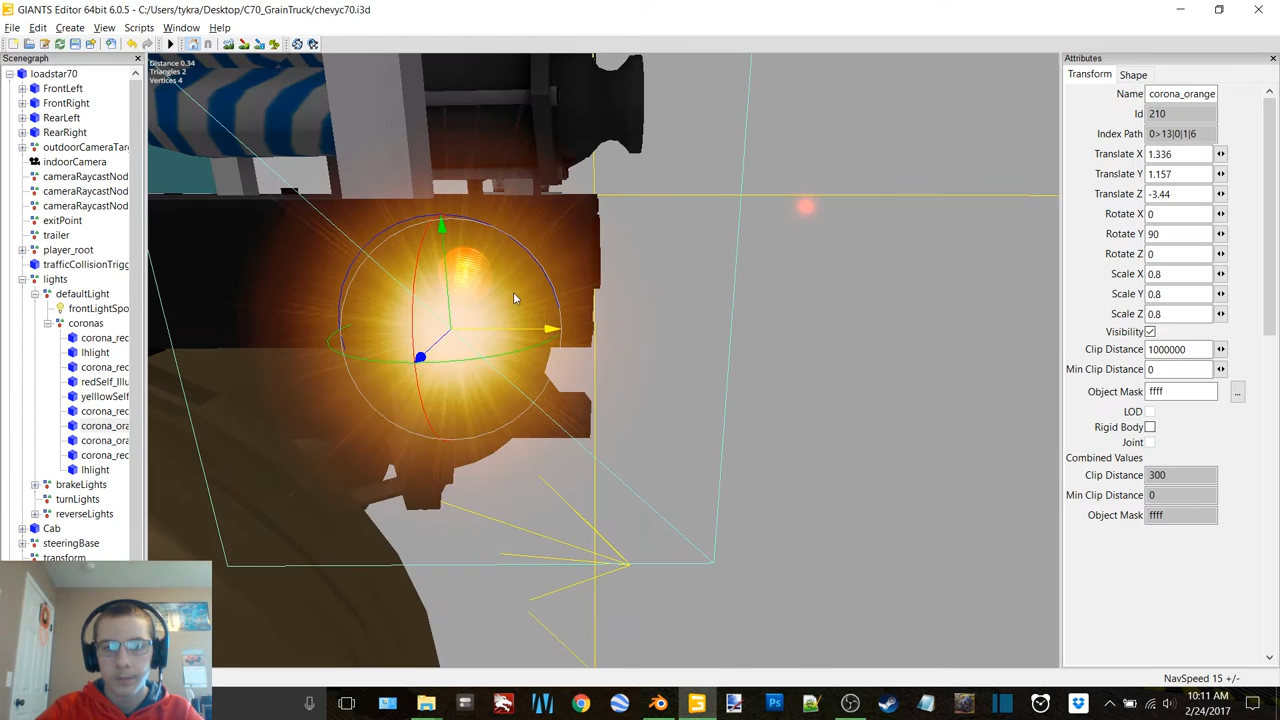 GIANTS Editor 64bit 6.0.5 - C:/Users/tykra/Desktop/C70_GrainTruck/chevyc70.i3d
File Edit Create View Scripts Window Help
Scenegraph
loadstar70
FrontLeft
FrontRight
RearLeft
RearRight
outdoorCameraTar
indoorCamera
cameraRaycastNod
cameraRaycastNod
cameraRaycastNod
exitPoint
trailer
player_root
trafficCollisionTrigg
lights
defaultLight
frontLightSpo
coronas
corona_rec
lhlight
corona_rec
redSelf_Illu
yelllowSelf
corona_rec
corona_ora
corona_ora
corona_rec
lhlight
brakeLights
turnLights
reverseLights
Cab
steeringBase
transform
Distance 0.34
Triangles 2
Vertices 4
Attributes
Transform Shape
Name corona_orange
Id 210
Index Path 0>13|0|1|6
Translate X 1.336
Translate Y 1.157
Translate Z -3.44
Rotate X 0
Rotate Y 90
Rotate Z 0
Scale X 0.8
Scale Y 0.8
Scale Z 0.8
Visibility
Clip Distance 1000000
Min Clip Distance 0
Object Mask ffff ...
LOD
Rigid Body
Joint
Combined Values
Clip Distance 300
Min Clip Distance 0
Object Mask ffff
NavSpeed 15 +/-
10:11 AM
2/24/2017